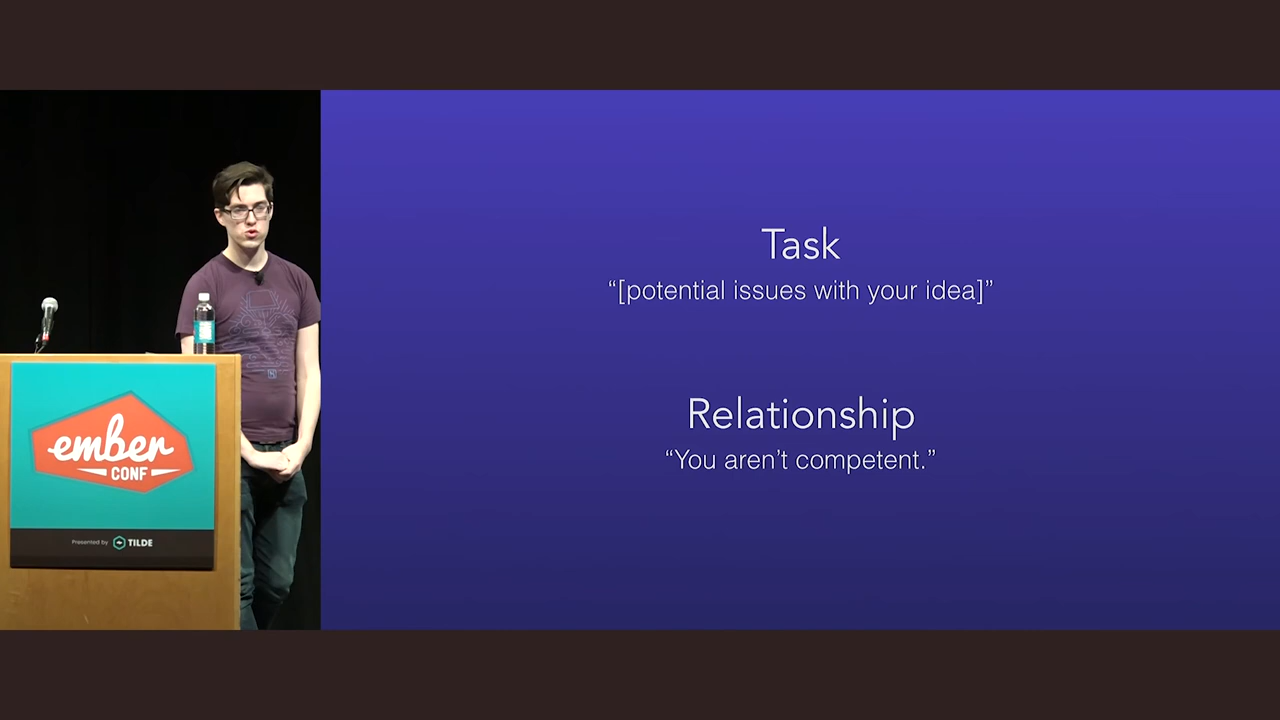 Task
“[potential issues with your idea]”
Relationship
“You aren’t competent.”
ember
CONF
Presented by TILDE